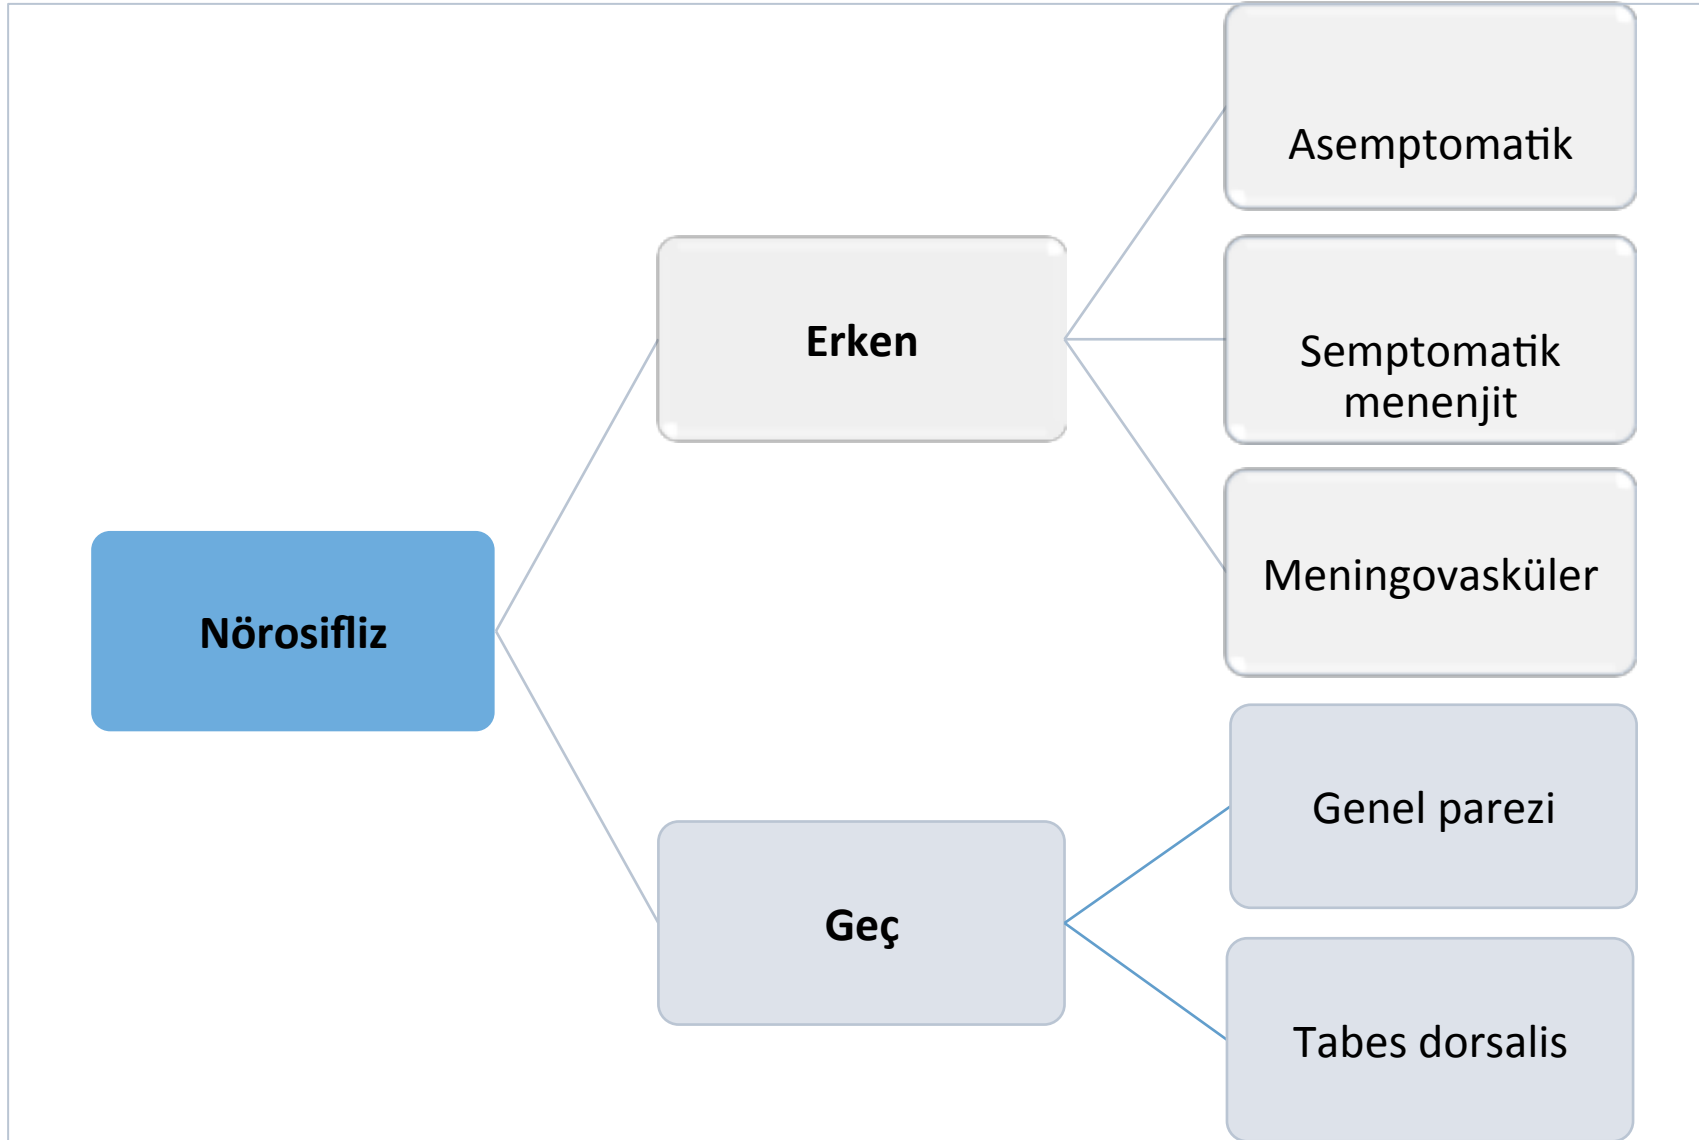 Asemptomatik
Erken
Semptomatik
menenjit
Meningovasküler
Nörosifliz
Genel parezi
Geç
Tabes dorsalis